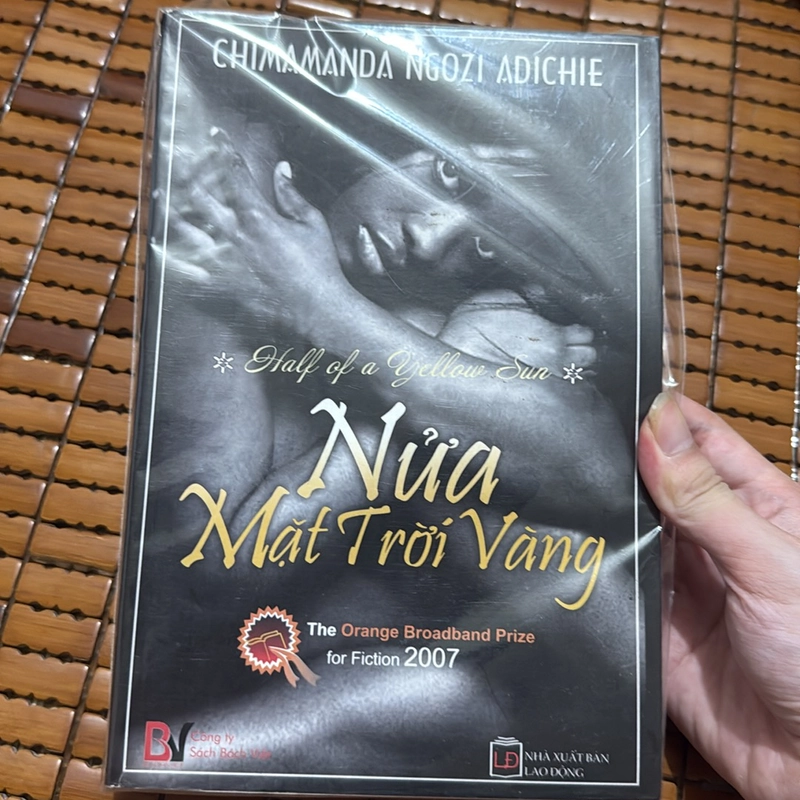 CHIMAMANDA NGOZI ADICHIE
Half of a Yellow Sun
Nửa
Mặt Trời Vàng
The Orange Broadband Prize
for Fiction 2007
BV
Công ty
Sách Bách Việt
LĐ
NHÀ XUẤT BẢN
LAO ĐỘNG